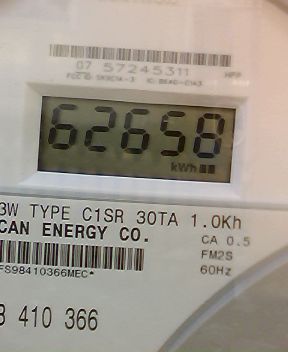 07 57245311 HPP
62658
kWh
3W TYPE C1SR 30TA 1.0Kh
CAN ENERGY CO.
CA 0.5
FM2S
60Hz
FS98410366MEC*
410 366